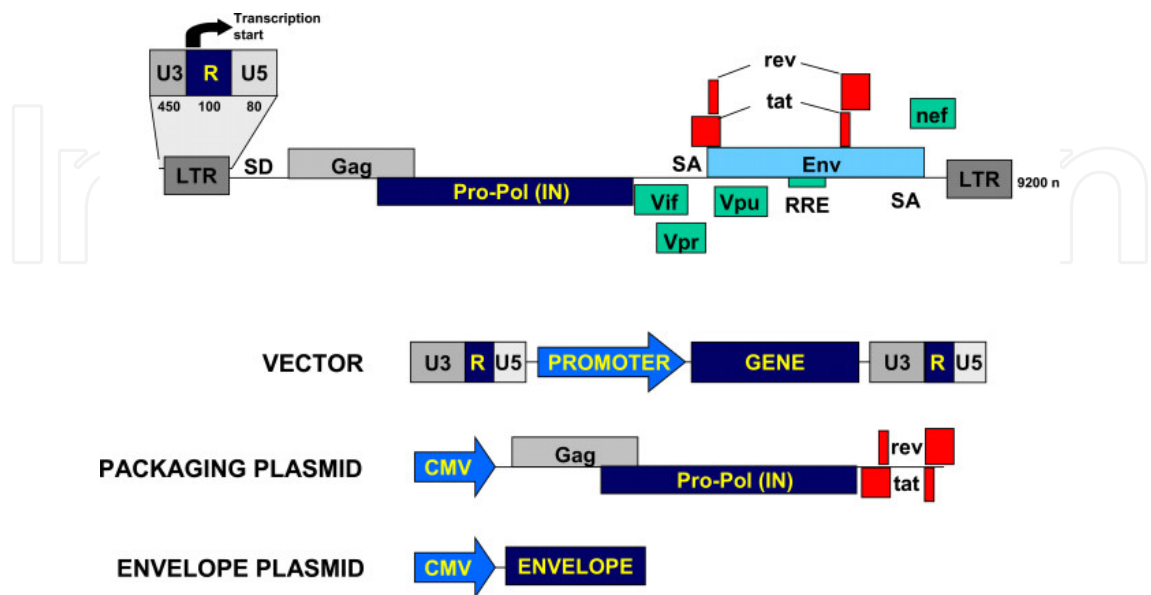 Transcription
start
U3 R U5
450 100 80
rev
tat
nef
LTR SD Gag SA Env LTR 9200 n
Pro-Pol (IN)
Vif Vpu RRE SA
Vpr
VECTOR U3 R U5 PROMOTER GENE U3 R U5
PACKAGING PLASMID CMV Gag rev
Pro-Pol (IN) tat
ENVELOPE PLASMID CMV ENVELOPE